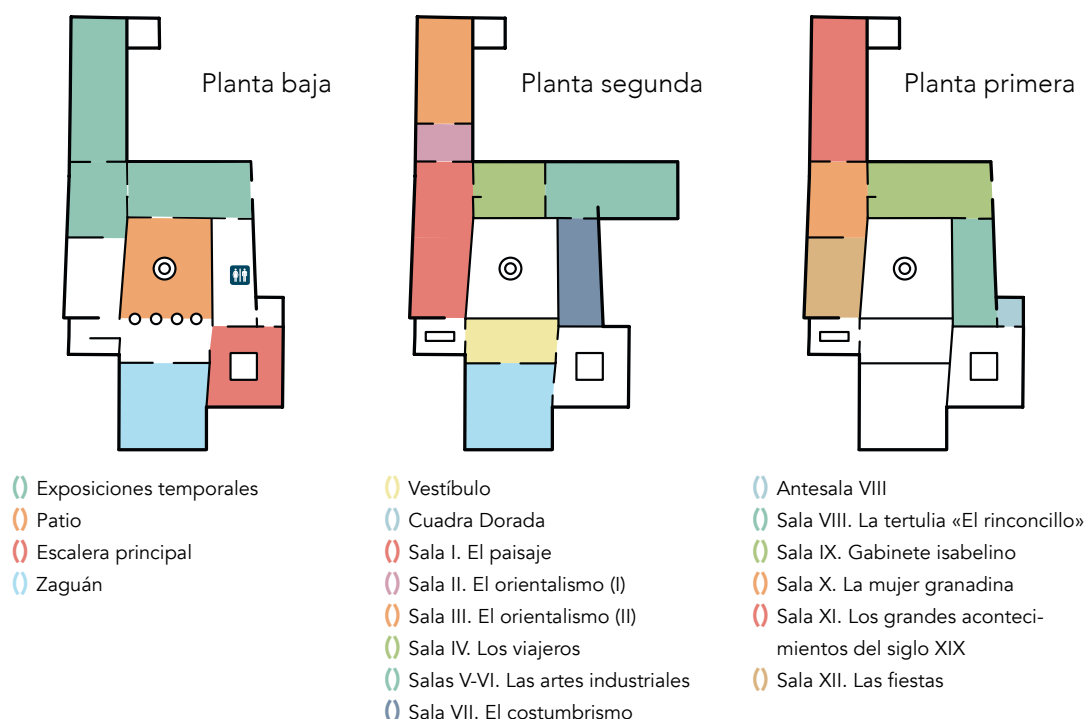 Planta baja
Planta segunda
Planta primera
Exposiciones temporales
Patio
Escalera principal
Zaguán
Vestíbulo
Cuadra Dorada
Sala I. El paisaje
Sala II. El orientalismo (I)
Sala III. El orientalismo (II)
Sala IV. Los viajeros
Salas V-VI. Las artes industriales
Sala VII. El costumbrismo
Antesala VIII
Sala VIII. La tertulia «El rinconcillo»
Sala IX. Gabinete isabelino
Sala X. La mujer granadina
Sala XI. Los grandes aconteci-
mientos del siglo XIX
Sala XII. Las fiestas